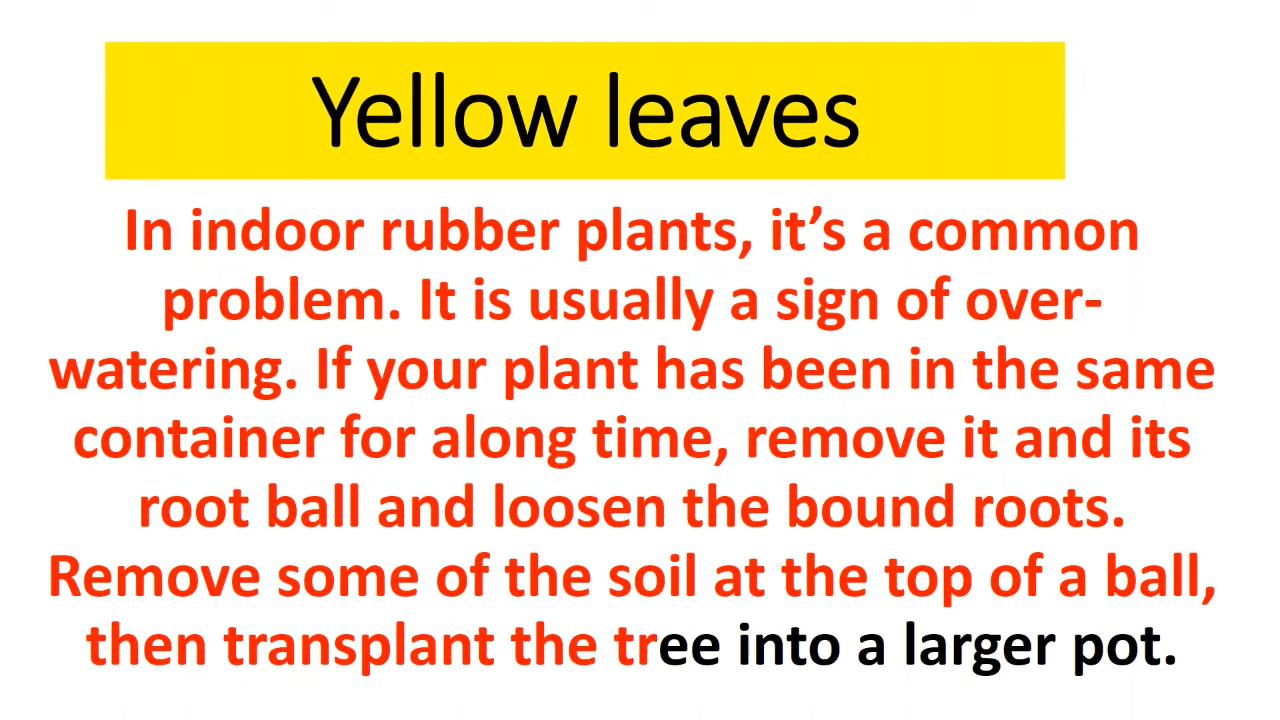 Yellow leaves
In indoor rubber plants, it’s a common
problem. It is usually a sign of over-
watering. If your plant has been in the same
container for along time, remove it and its
root ball and loosen the bound roots.
Remove some of the soil at the top of a ball,
then transplant the tree into a larger pot.